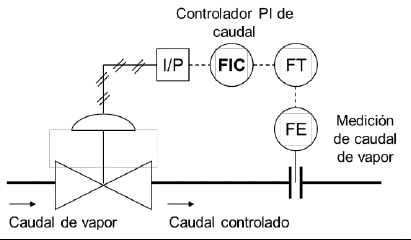 Controlador PI de
caudal
I/P
FIC
FT
FE
Medición
de caudal
de vapor
Caudal de vapor
Caudal controlado